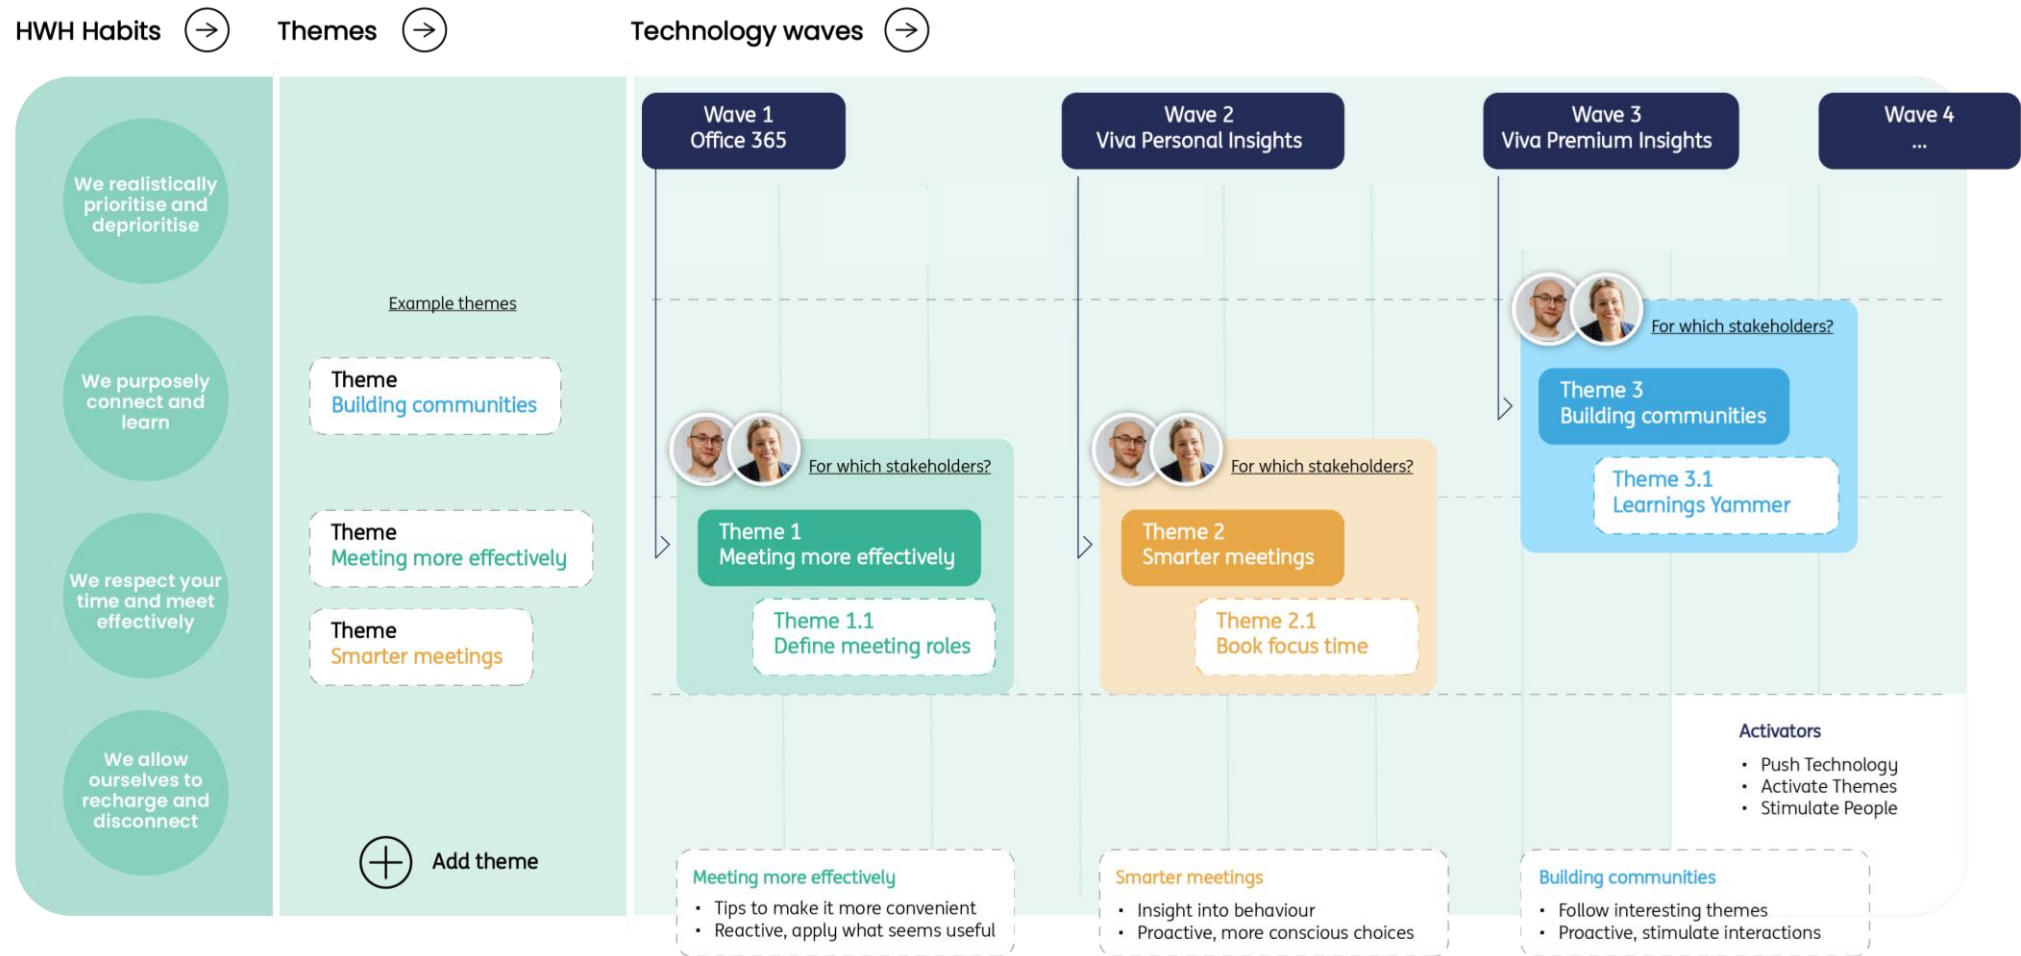 HWH Habits
Themes
Technology waves
We realistically
prioritise and
deprioritise
We purposely
connect and
learn
We respect your
time and meet
effectively
We allow
ourselves to
recharge and
disconnect
Example themes
Theme
Building communities
Theme
Meeting more effectively
Theme
Smarter meetings
Add theme
Wave 1
Office 365
Wave 2
Viva Personal Insights
Wave 3
Viva Premium Insights
Wave 4
...
For which stakeholders?
Theme 1
Meeting more effectively
Theme 1.1
Define meeting roles
For which stakeholders?
Theme 2
Smarter meetings
Theme 2.1
Book focus time
For which stakeholders?
Theme 3
Building communities
Theme 3.1
Learnings Yammer
Activators
• Push Technology
• Activate Themes
• Stimulate People
Meeting more effectively
• Tips to make it more convenient
• Reactive, apply what seems useful
Smarter meetings
• Insight into behaviour
• Proactive, more conscious choices
Building communities
• Follow interesting themes
• Proactive, stimulate interactions